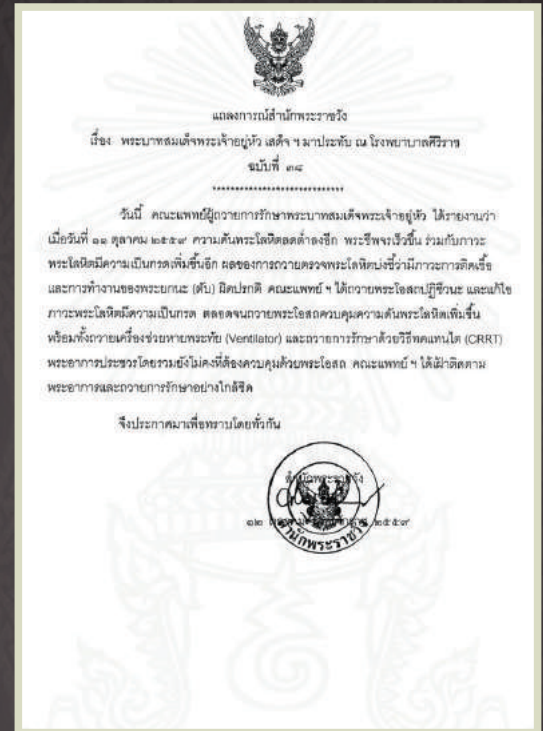 แถลงการณ์สำนักพระราชวัง
เรื่อง พระบาทสมเด็จพระเจ้าอยู่หัว เสด็จ ฯ มาประทับ ณ โรงพยาบาลศิริราช
ฉบับที่ ๓๘
******************************
วันนี้ คณะแพทย์ผู้ถวายการรักษาพระบาทสมเด็จพระเจ้าอยู่หัว ได้รายงานว่า
เมื่อวันที่ ๑๑ ตุลาคม ๒๕๕๙ ความดันพระโลหิตลดต่ำลงอีก พระชีพจรเร็วขึ้น ร่วมกับภาวะ
พระโลหิตมีความเป็นกรดเพิ่มขึ้นอีก ผลของการถวายตรวจพระโลหิตบ่งชี้ว่ามีภาวะการติดเชื้อ
และการทำงานของพระยกนะ (ตับ) ผิดปรกติ คณะแพทย์ ฯ ได้ถวายพระโอสถปฏิชีวนะ และแก้ไข
ภาวะพระโลหิตมีความเป็นกรด ตลอดจนถวายพระโอสถควบคุมความดันพระโลหิตเพิ่มขึ้น
พร้อมทั้งถวายเครื่องช่วยหายพระทัย (Ventilator) และถวายการรักษาด้วยวิธีทดแทนไต (CRRT)
พระอาการประชวรโดยรวมยังไม่คงที่ต้องควบคุมด้วยพระโอสถ คณะแพทย์ ฯ ได้เฝ้าติดตาม
พระอาการและถวายการรักษาอย่างใกล้ชิด
จึงประกาศมาเพื่อทราบโดยทั่วกัน
สำนักพระราชวัง
๑๒ ๒๕๕๙
สำนักพระราชวัง